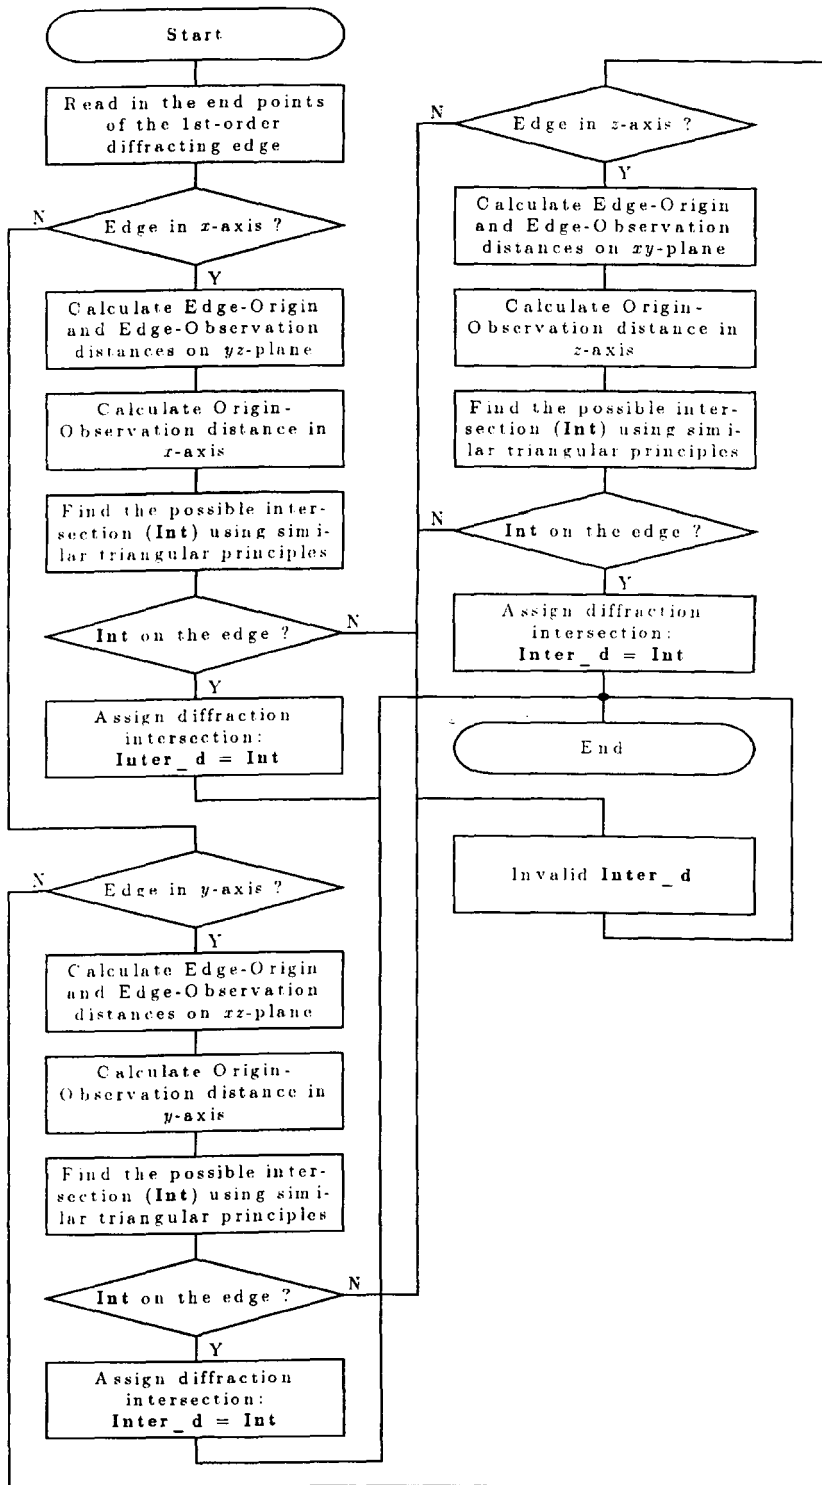 Start
Read in the end points
of the 1st-order
diffracting edge
N
Edge in x-axis ?
Y
Calculate Edge-Origin
and Edge-Observation
distances on yz-plane
Calculate Origin-
Observation distance in
x-axis
Find the possible inter-
section (Int) using simi-
lar triangular principles
Int on the edge ?
N
Y
Assign diffraction
intersection:
Inter_d = Int
N
Edge in y-axis ?
Y
Calculate Edge-Origin
and Edge-Observation
distances on xz-plane
Calculate Origin-
Observation distance in
y-axis
Find the possible inter-
section (Int) using simi-
lar triangular principles
Int on the edge ?
N
Y
Assign diffraction
intersection:
Inter_d = Int
N
Edge in z-axis ?
Y
Calculate Edge-Origin
and Edge-Observation
distances on xy-plane
Calculate Origin-
Observation distance in
z-axis
Find the possible inter-
section (Int) using simi-
lar triangular principles
N
Int on the edge ?
Y
Assign diffraction
intersection:
Inter_d = Int
End
Invalid Inter_d